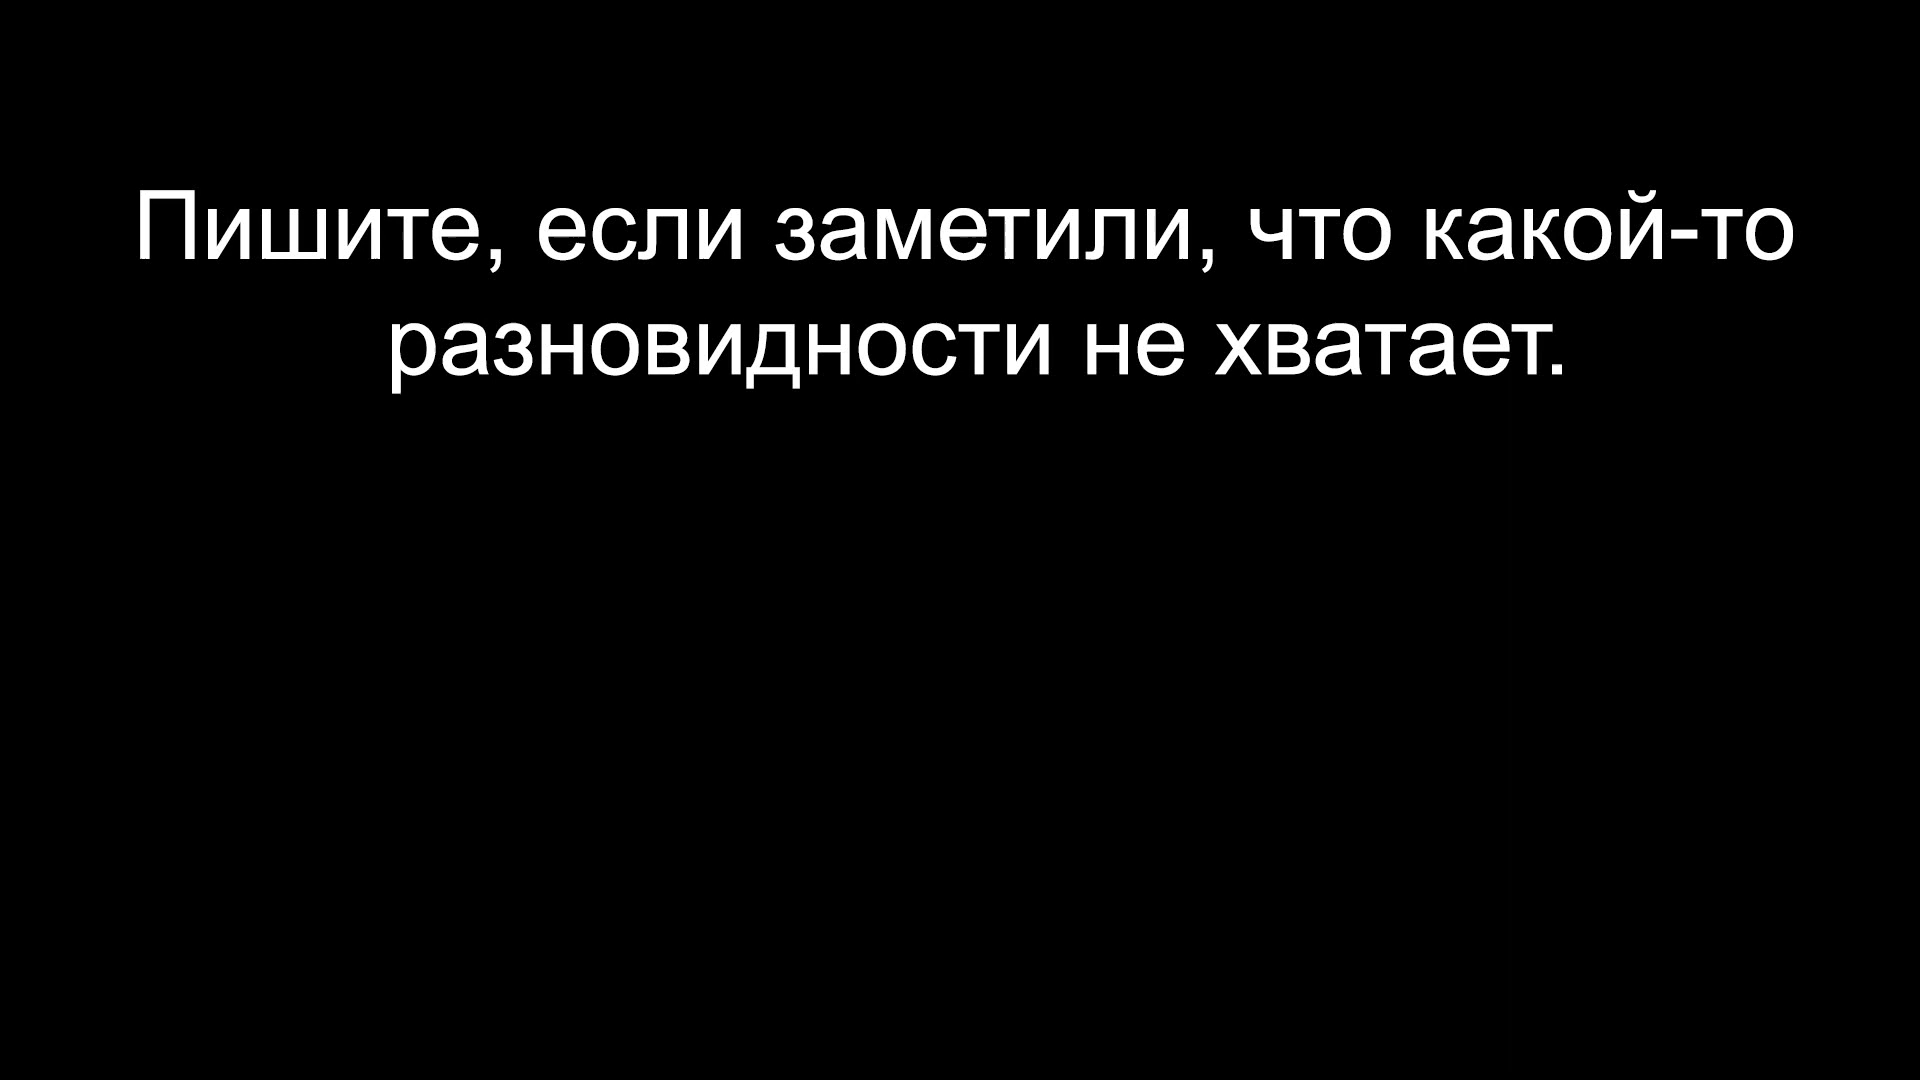 Пишите, если заметили, что какой-то
разновидности не хватает.